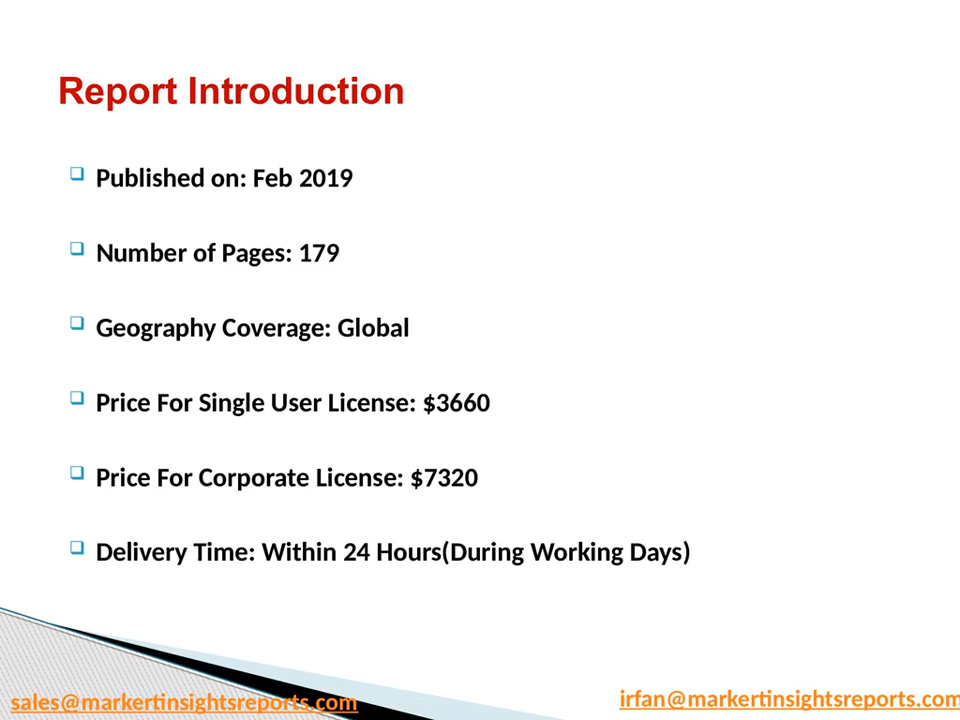 Report Introduction
Published on: Feb 2019
Number of Pages: 179
Geography Coverage: Global
Price For Single User License: $3660
Price For Corporate License: $7320
Delivery Time: Within 24 Hours(During Working Days)
sales@markertinsightsreports.com
irfan@markertinsightsreports.com